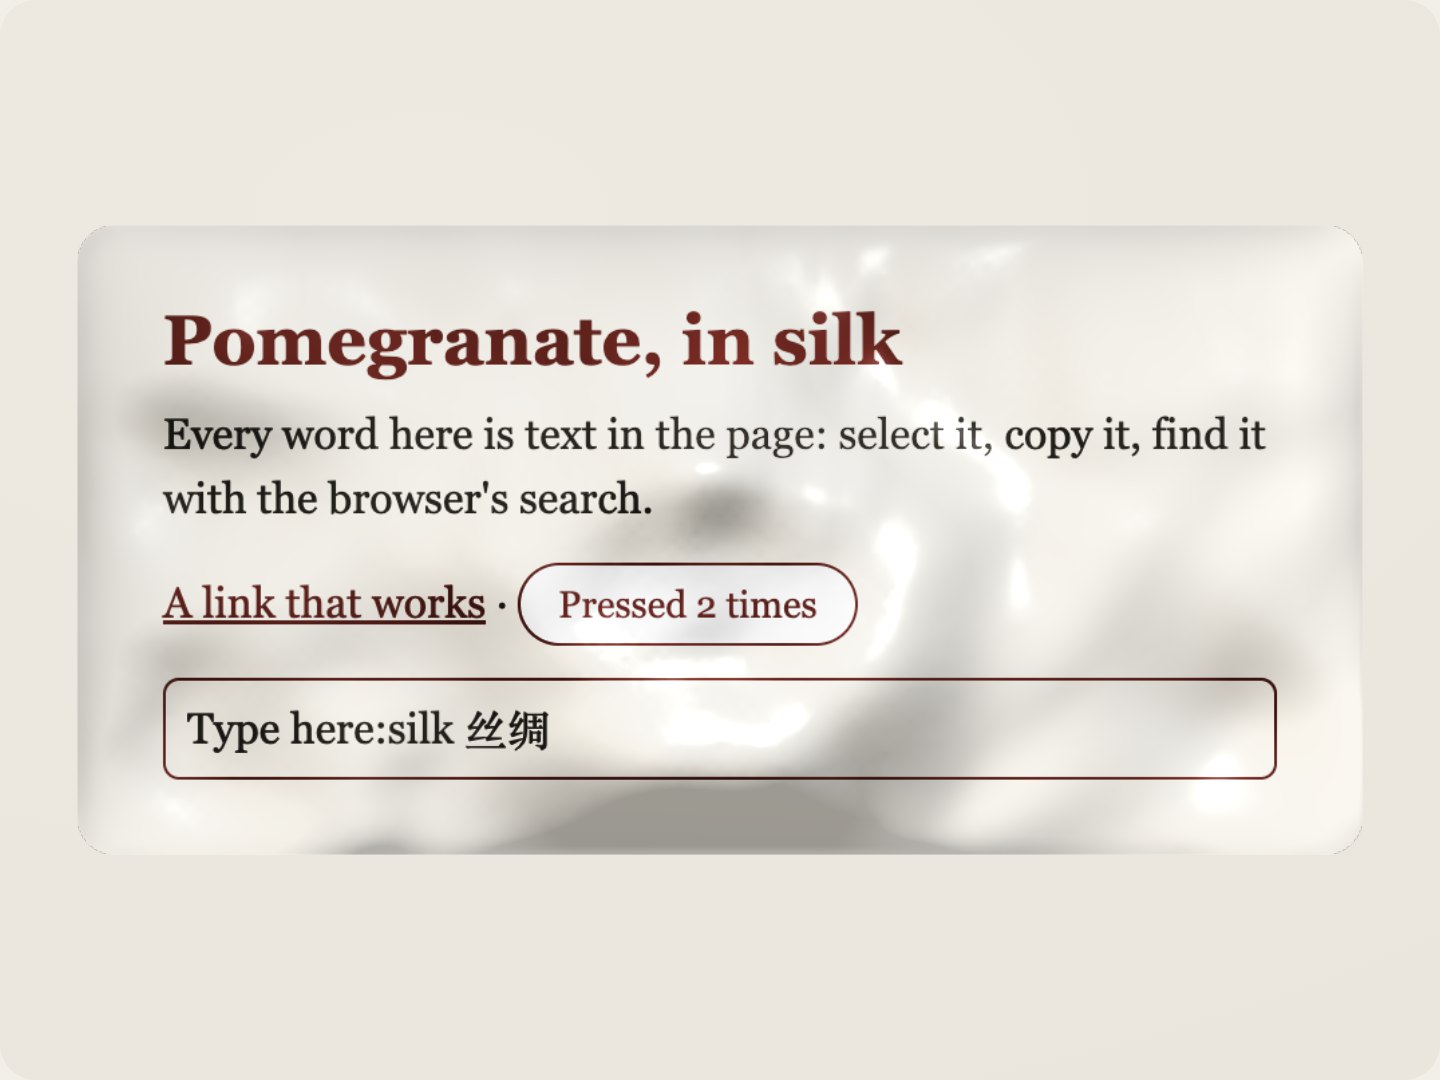 Pomegranate, in silk
Every word here is text in the page: select it, copy it, find it
with the browser's search.
A link that works · Pressed 2 times
Type here:silk 丝绸